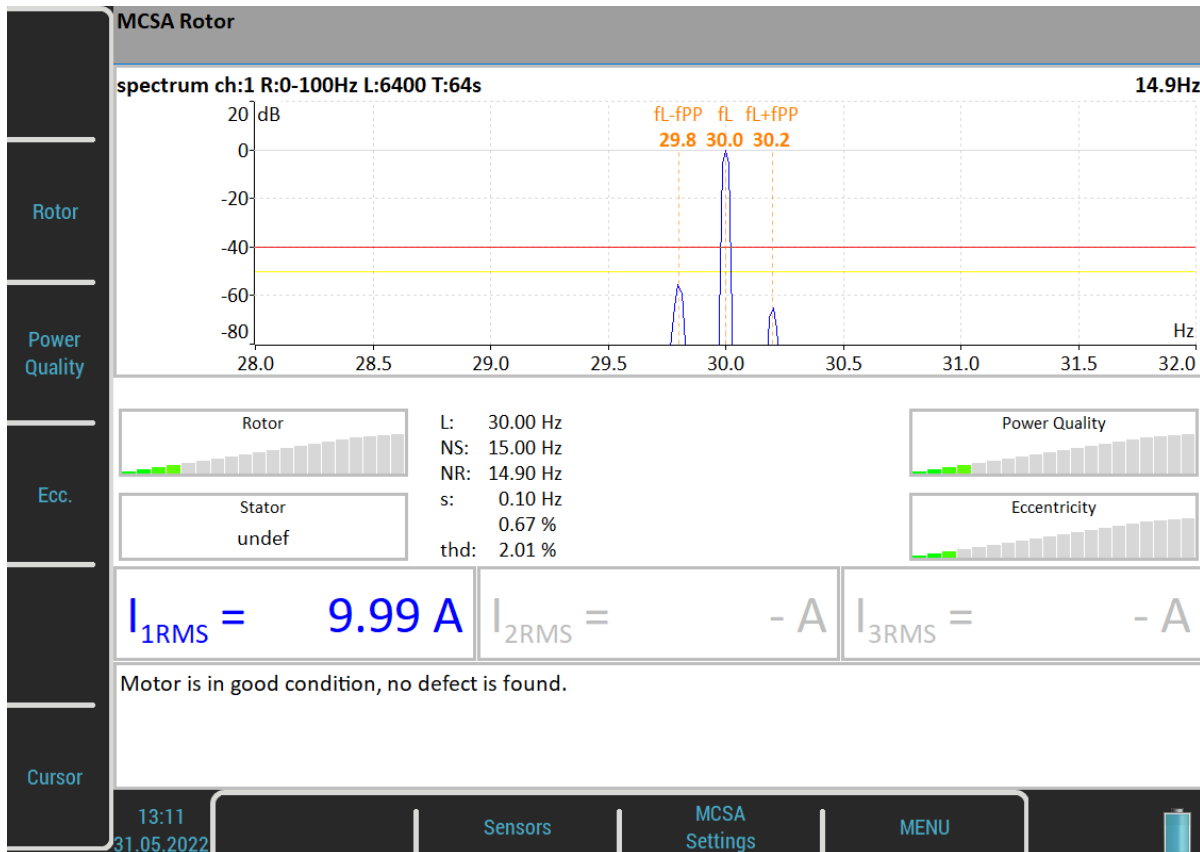 MCSA Rotor
spectrum ch:1 R:0-100Hz L:6400 T:64s 14.9Hz
20 dB
fL-fPP fL fL+fPP
29.8 30.0 30.2
0
-20
-40
-60
-80
Hz
28.0 28.5 29.0 29.5 30.0 30.5 31.0 31.5 32.0
Rotor
Power
Quality
Ecc.
Cursor
Rotor
Stator
undef
L: 30.00 Hz
NS: 15.00 Hz
NR: 14.90 Hz
s: 0.10 Hz
0.67 %
thd: 2.01 %
Power Quality
Eccentricity
I1RMS = 9.99 A
I2RMS = - A
I3RMS = - A
Motor is in good condition, no defect is found.
13:11
31.05.2022
Sensors
MCSA
Settings
MENU